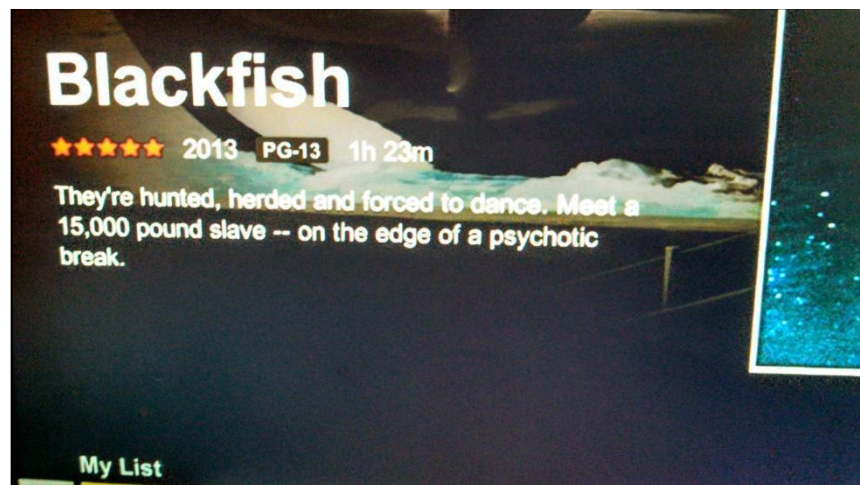 Blackfish
2013 PG-13 1h 23m
They're hunted, herded and forced to dance. Meet a
15,000 pound slave -- on the edge of a psychotic
break.
My List